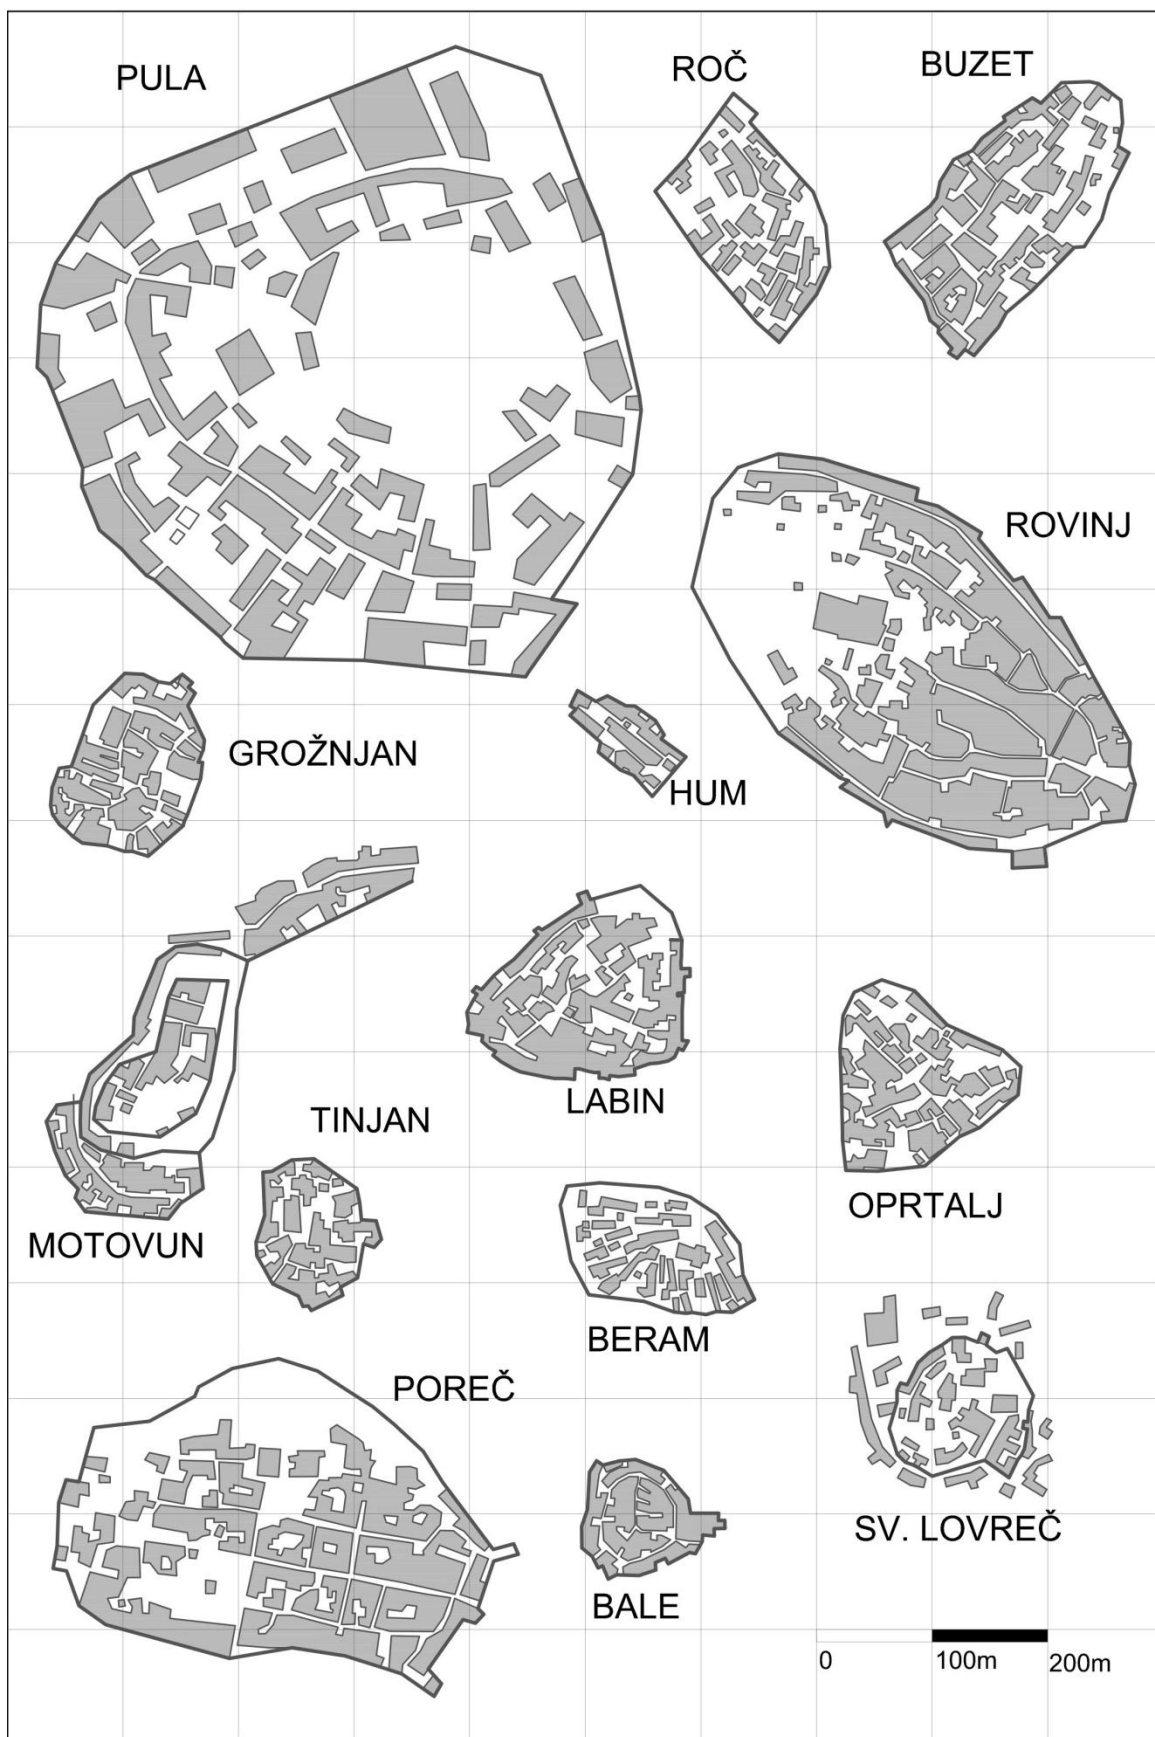 PULA
ROČ
BUZET
ROVINJ
GROŽNJAN
HUM
LABIN
TINJAN
OPRTALJ
MOTOVUN
BERAM
POREČ
SV. LOVREČ
BALE
0 100m 200m